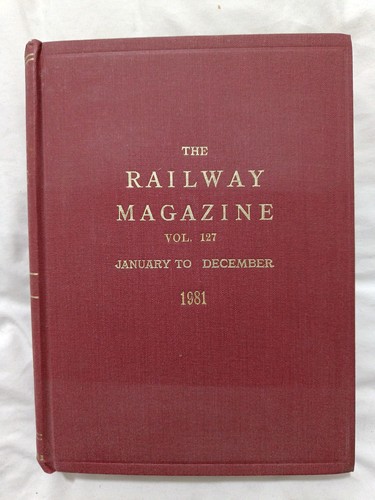 THE
RAILWAY
MAGAZINE
VOL. 127
JANUARY TO DECEMBER
1981